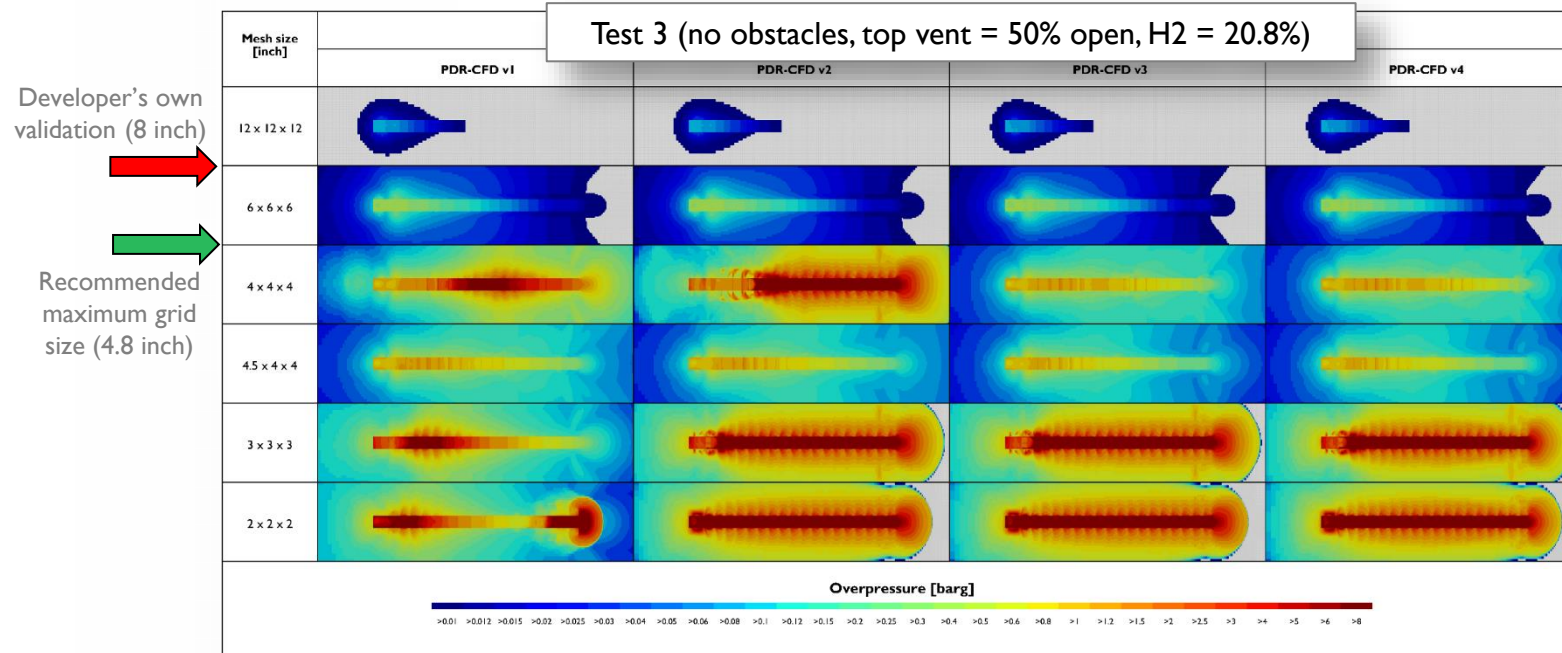 Test 3 (no obstacles, top vent = 50% open, H2 = 20.8%)
Mesh size
[inch]
PDR-CFD v1
PDR-CFD v2
PDR-CFD v3
PDR-CFD v4
Developer's own
validation (8 inch)
12 x 12 x 12
6 x 6 x 6
Recommended
maximum grid
size (4.8 inch)
4 x 4 x 4
4.5 x 4 x 4
3 x 3 x 3
2 x 2 x 2
Overpressure [barg]
>0.01 >0.012 >0.015 >0.02 >0.025 >0.03 >0.04 >0.05 >0.06 >0.08 >0.1 >0.12 >0.15 >0.2 >0.25 >0.3 >0.4 >0.5 >0.6 >0.8 >1 >1.2 >1.5 >2 >2.5 >3 >4 >5 >6 >8